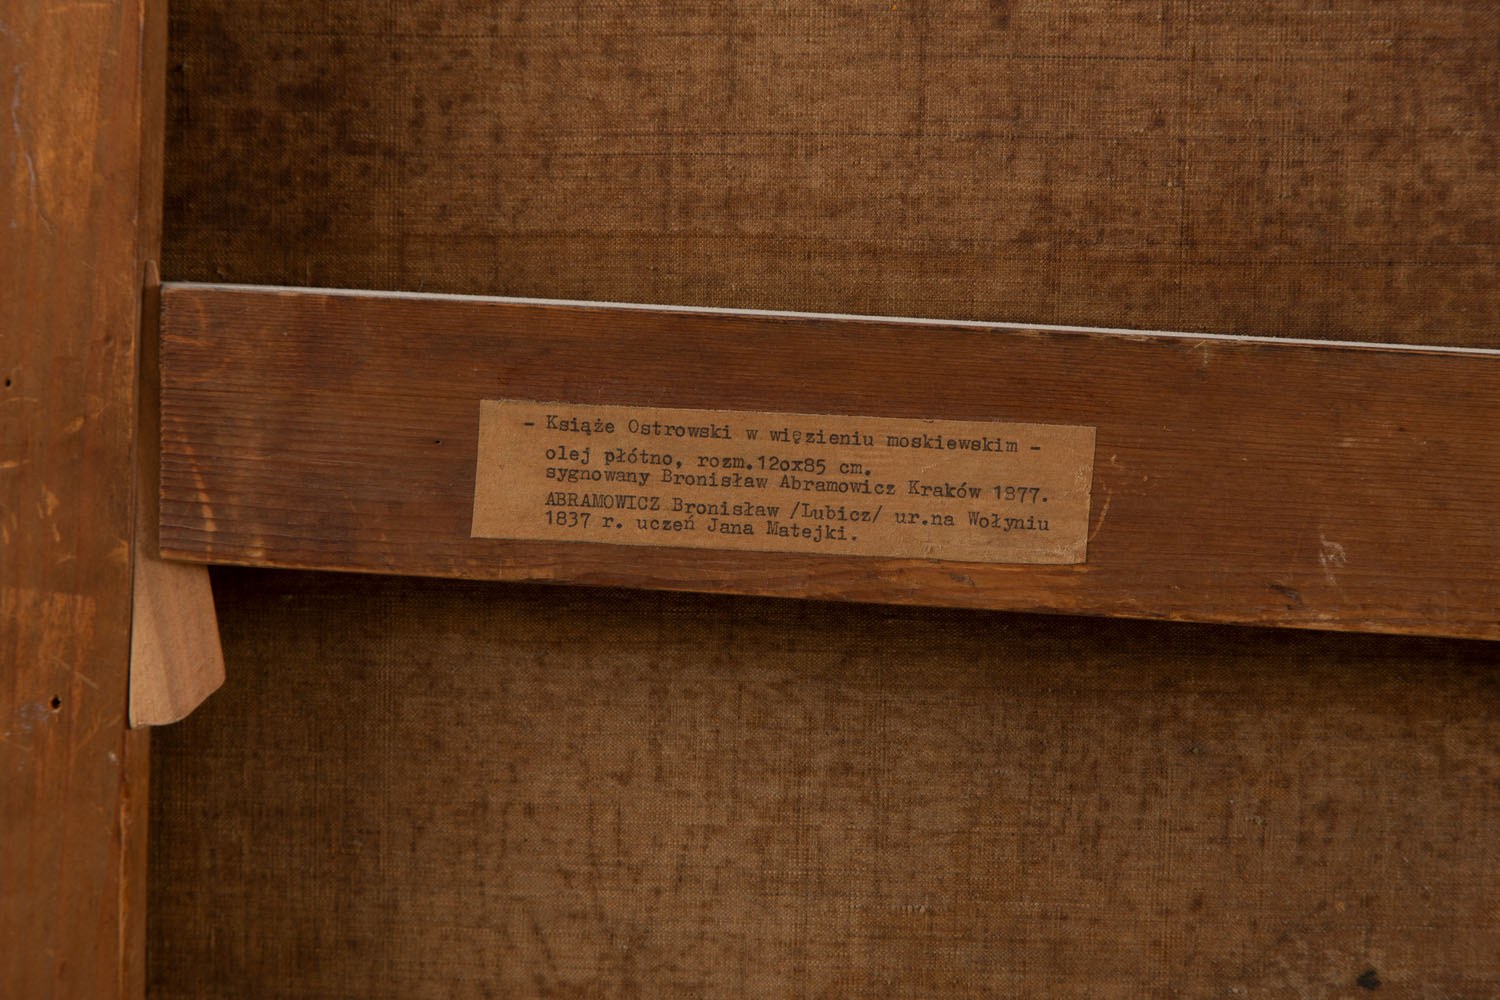 - Książe Ostrowski w więzieniu moskiewskim -
olej płótno, rozm.12ox85 cm.
sygnowany Bronisław Abramowicz Kraków 1877.
ABRAMOWICZ Bronisław /Lubicz/ ur.na Wołyniu
1837 r. uczeń Jana Matejki.